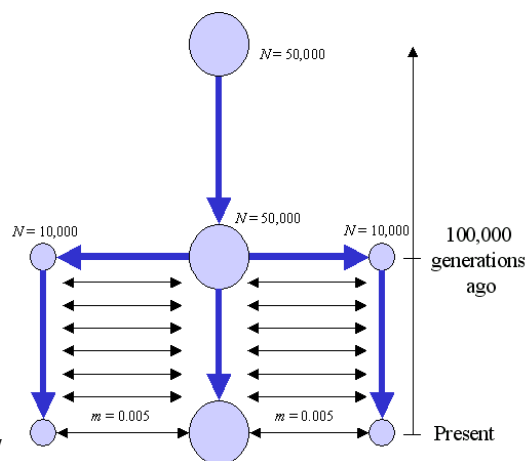 N = 50,000
N = 50,000
N = 10,000
N = 10,000
100,000
generations
ago
m = 0.005
m = 0.005
Present